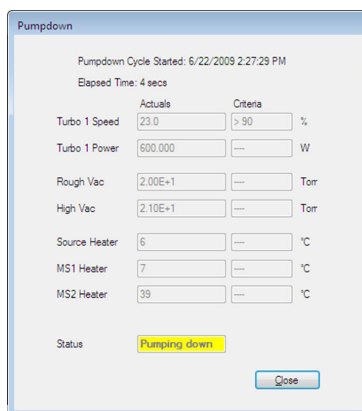 Pumpdown
Pumpdown Cycle Started: 6/22/2009 2:27:29 PM
Elapsed Time: 4 secs
Actuals Criteria
Turbo 1 Speed 23.0 > 90 %
Turbo 1 Power 600.000 --- W
Rough Vac 2.00E+1 --- Torr
High Vac 2.10E+1 --- Torr
Source Heater 6 --- °C
MS1 Heater 7 --- °C
MS2 Heater 39 --- °C
Status Pumping down
Close